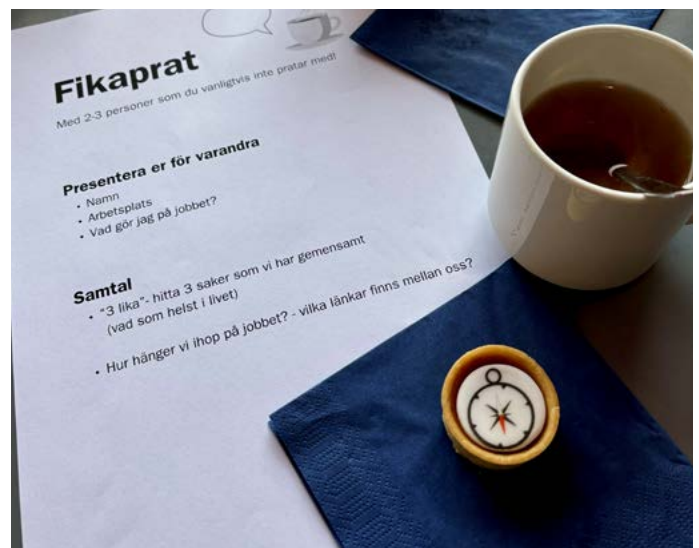 Fikaprat
Med 2-3 personer som du vanligtvis inte pratar med!
Presentera er för varandra
• Namn
• Arbetsplats
• Vad gör jag på jobbet?
Samtal
• "3 lika"- hitta 3 saker som vi har gemensamt
(vad som helst i livet)
• Hur hänger vi ihop på jobbet? - vilka länkar finns mellan oss?